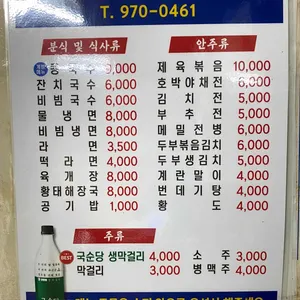 T. 970-0461
분식 및 식사류
콩국수 9,000
잔치국수 6,000
비빔국수 6,000
물냉면 8,000
비빔냉면 8,000
라면 3,500
떡라면 4,000
육개장 8,000
황태해장국 8,000
공기밥 1,000
안주류
제육볶음 10,000
호박야채전 6,000
김치전 5,000
부추전 5,000
메밀전병 6,000
두부볶음김치 6,000
두부생김치 5,000
계란말이 4,000
번데기탕 4,000
황도 4,000
주류
BEST
국순당 생막걸리 4,000 소주 3,000
막걸리 3,000 병맥주 4,000